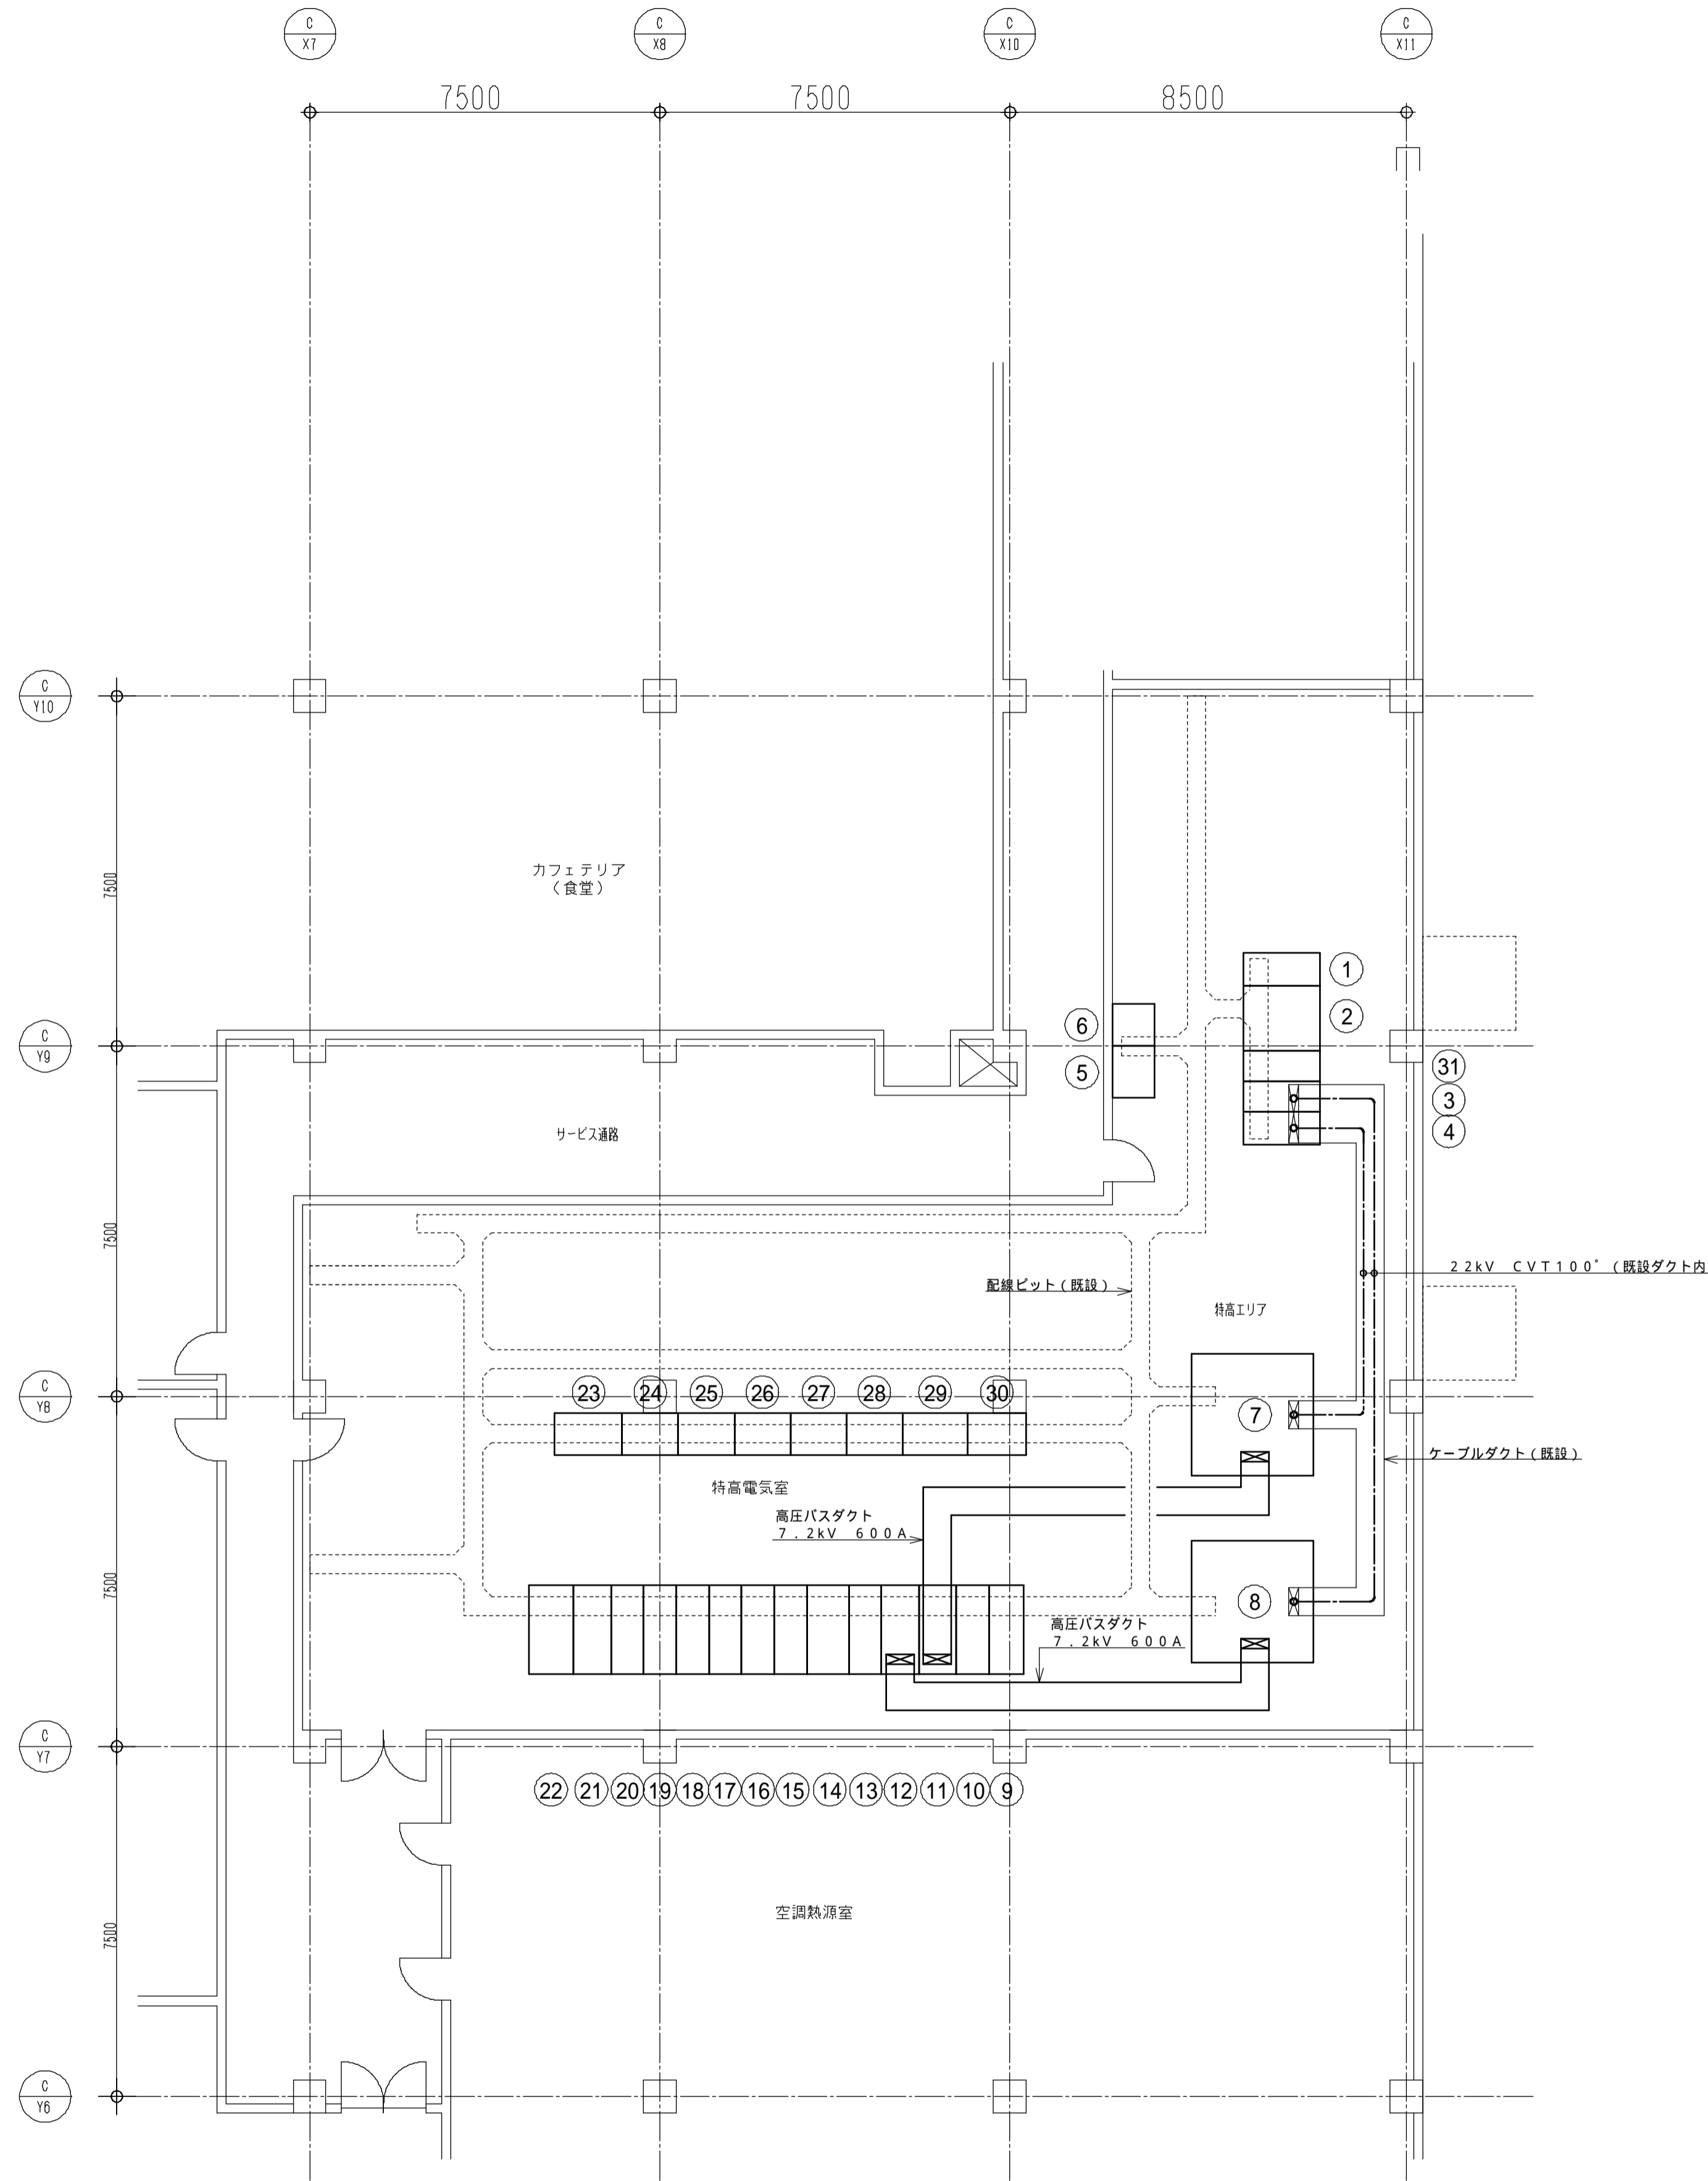 C
X7
C
X8
C
X10
C
X11
7500
7500
8500
C
Y10
7500
カフェテリア
（食堂）
1
2
6
5
C
Y9
31
3
4
サービス通路
7500
22kV CVT100°（既設ダクト内
配線ピット（既設）
特高エリア
C
Y8
23
24
25
26
27
28
29
30
7
ケーブルダクト（既設）
特高電気室
高圧バスダクト
7.2kV 600A
7500
8
高圧バスダクト
7.2kV 600A
C
Y7
22
21
20
19
18
17
16
15
14
13
12
11
10
9
空調熱源室
7500
C
Y6